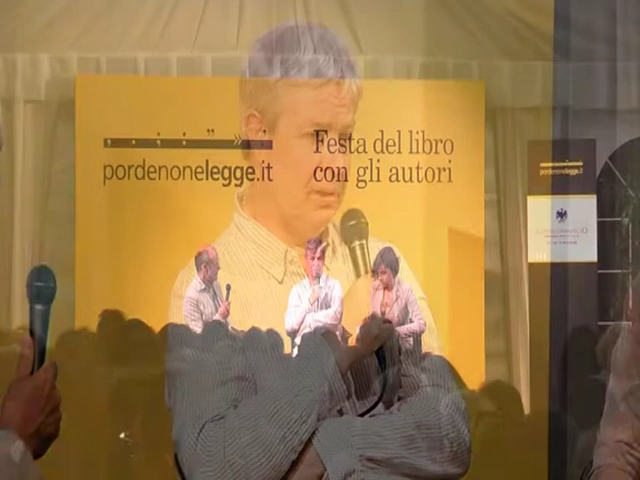 pordenonelegge.it
Festa del libro
con gli autori
pordenonelegge.it